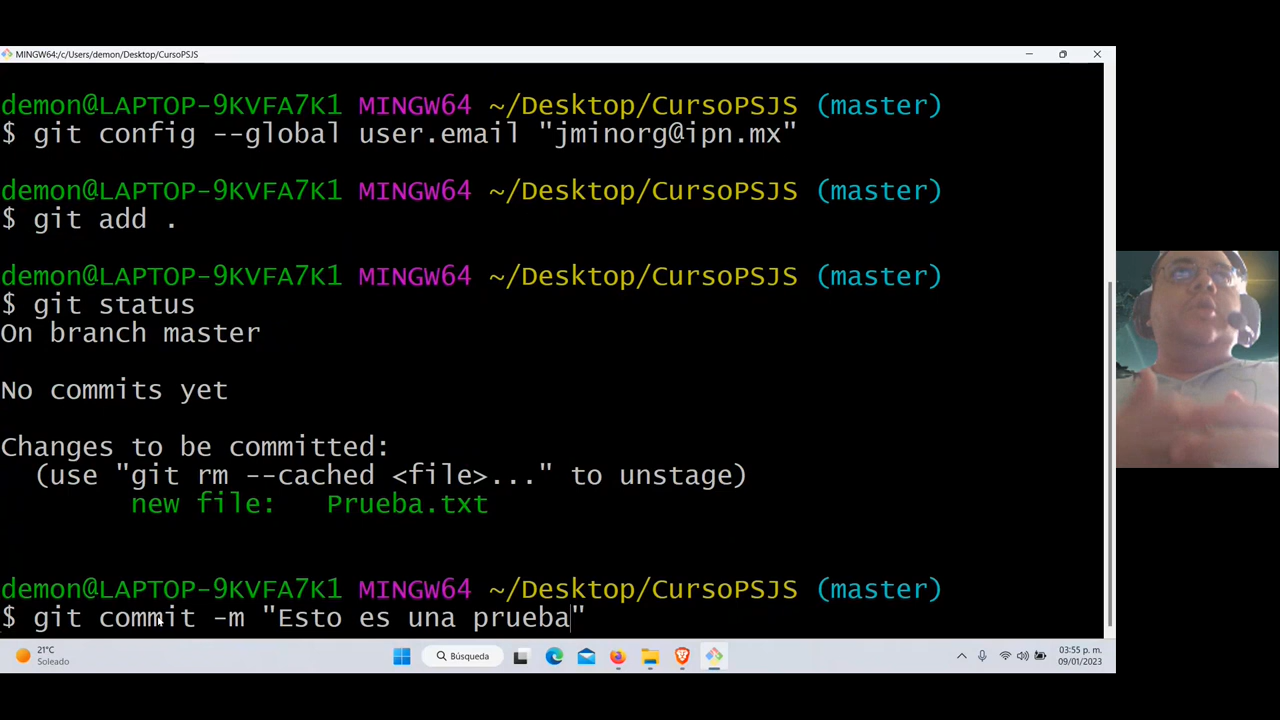 MINGW64:/c/Users/demon/Desktop/CursoPSJS
demon@LAPTOP-9KVFA7K1 MINGW64 ~/Desktop/CursoPSJS (master)
$ git config --global user.email "jminorg@ipn.mx"
demon@LAPTOP-9KVFA7K1 MINGW64 ~/Desktop/CursoPSJS (master)
$ git add .
demon@LAPTOP-9KVFA7K1 MINGW64 ~/Desktop/CursoPSJS (master)
$ git status
On branch master
No commits yet
Changes to be committed:
(use "git rm --cached <file>..." to unstage)
new file: Prueba.txt
demon@LAPTOP-9KVFA7K1 MINGW64 ~/Desktop/CursoPSJS (master)
$ git commit -m "Esto es una prueba"
21°C
Soleado
Búsqueda
03:55 p. m.
09/01/2023